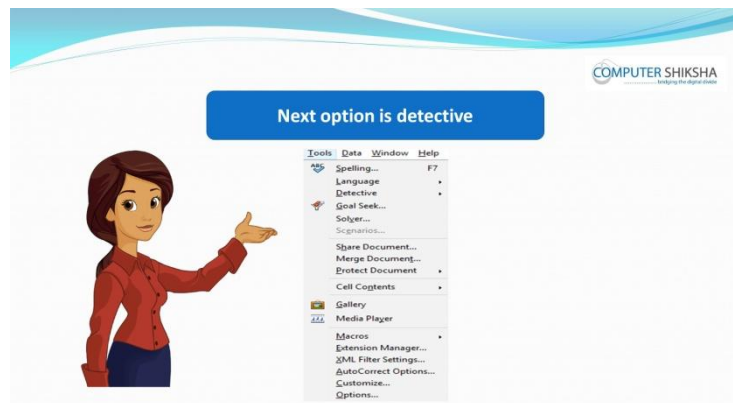 COMPUTER SHIKSHA
bridging the digital divide
Next option is detective
Tools Data Window Help
ABC Spelling... F7
Language
Detective
Goal Seek...
Solver...
Scenarios...
Share Document...
Merge Document...
Protect Document
Cell Contents
Gallery
Media Player
Macros
Extension Manager...
XML Filter Settings...
AutoCorrect Options...
Customize...
Options...